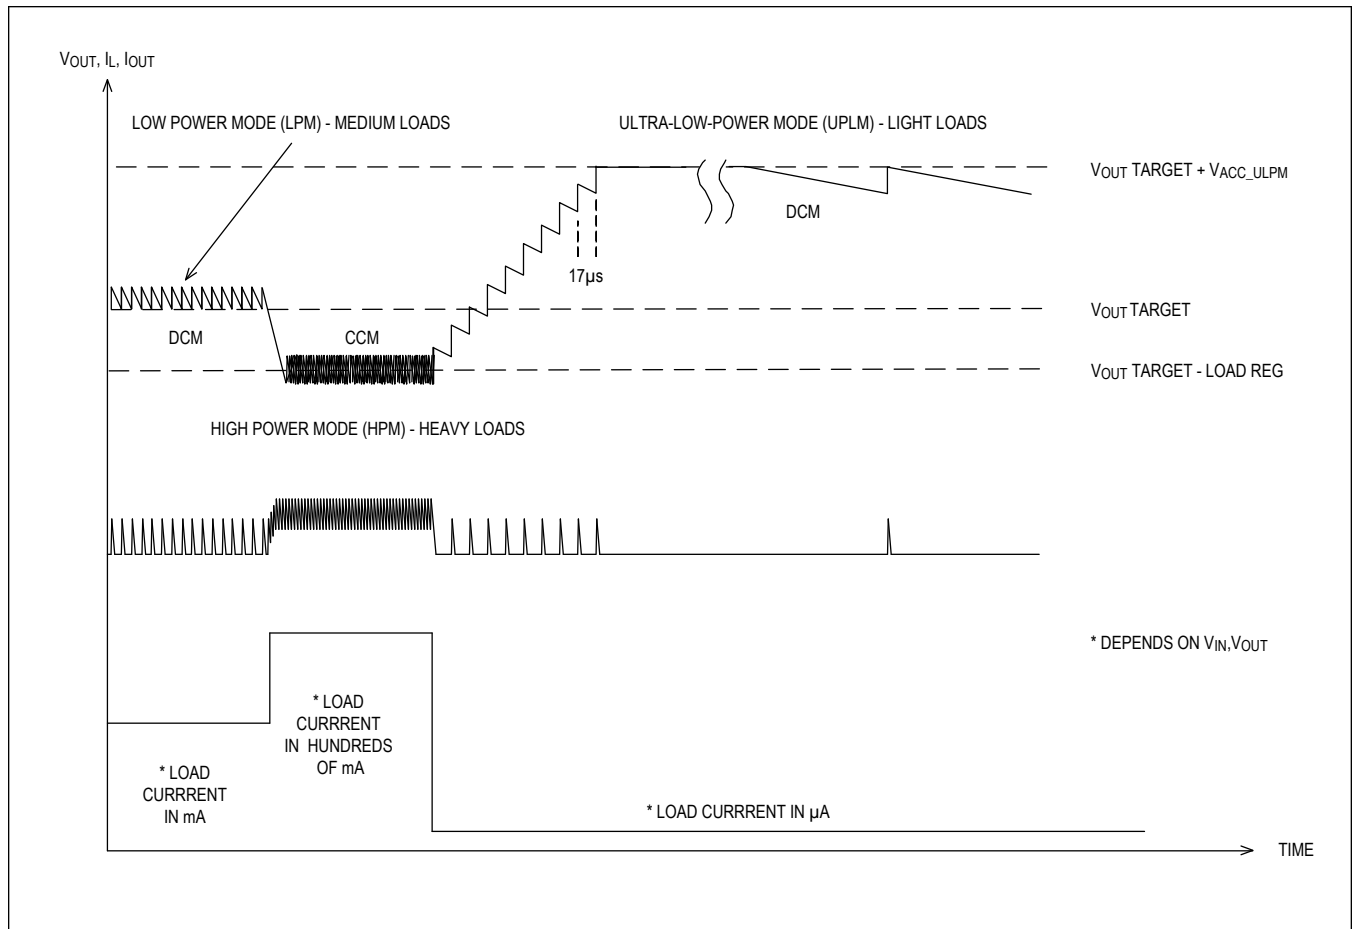 VOUT, IL, IOUT
LOW POWER MODE (LPM) - MEDIUM LOADS
ULTRA-LOW-POWER MODE (UPLM) - LIGHT LOADS
VOUT TARGET + VACC_ULPM
DCM
17µs
VOUT TARGET
DCM
CCM
VOUT TARGET - LOAD REG
HIGH POWER MODE (HPM) - HEAVY LOADS
* DEPENDS ON VIN,VOUT
* LOAD
CURRRENT
IN HUNDREDS
OF mA
* LOAD
CURRRENT
IN mA
* LOAD CURRRENT IN µA
TIME